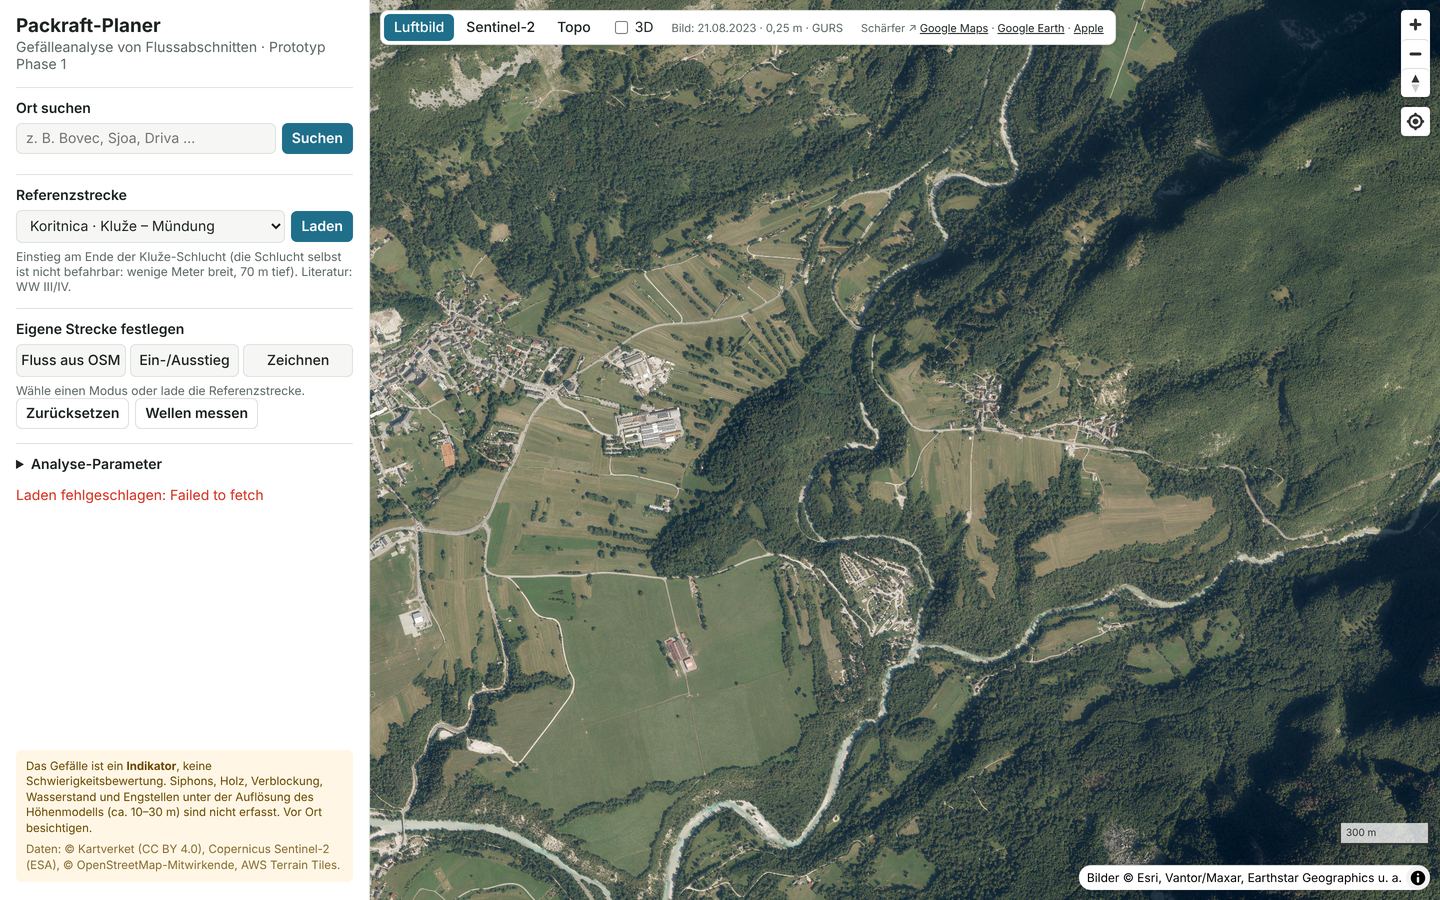 Packraft-Planer
Gefälleanalyse von Flussabschnitten · Prototyp
Phase 1
Ort suchen
z. B. Bovec, Sjoa, Driva ...
Suchen
Referenzstrecke
Koritnica · Kluže – Mündung
Laden
Einstieg am Ende der Kluže-Schlucht (die Schlucht selbst
ist nicht befahrbar: wenige Meter breit, 70 m tief). Literatur:
WW III/IV.
Eigene Strecke festlegen
Fluss aus OSM
Ein-/Ausstieg
Zeichnen
Wähle einen Modus oder lade die Referenzstrecke.
Zurücksetzen
Wellen messen
Analyse-Parameter
Laden fehlgeschlagen: Failed to fetch
Das Gefälle ist ein Indikator, keine
Schwierigkeitsbewertung. Siphons, Holz, Verblockung,
Wasserstand und Engstellen unter der Auflösung des
Höhenmodells (ca. 10–30 m) sind nicht erfasst. Vor Ort
besichtigen.
Daten: © Kartverket (CC BY 4.0), Copernicus Sentinel-2
(ESA), © OpenStreetMap-Mitwirkende, AWS Terrain Tiles.
Luftbild
Sentinel-2
Topo
3D
Bild: 21.08.2023 · 0,25 m · GURS
Schärfer ↗ Google Maps · Google Earth · Apple
300 m
Bilder © Esri, Vantor/Maxar, Earthstar Geographics u. a.